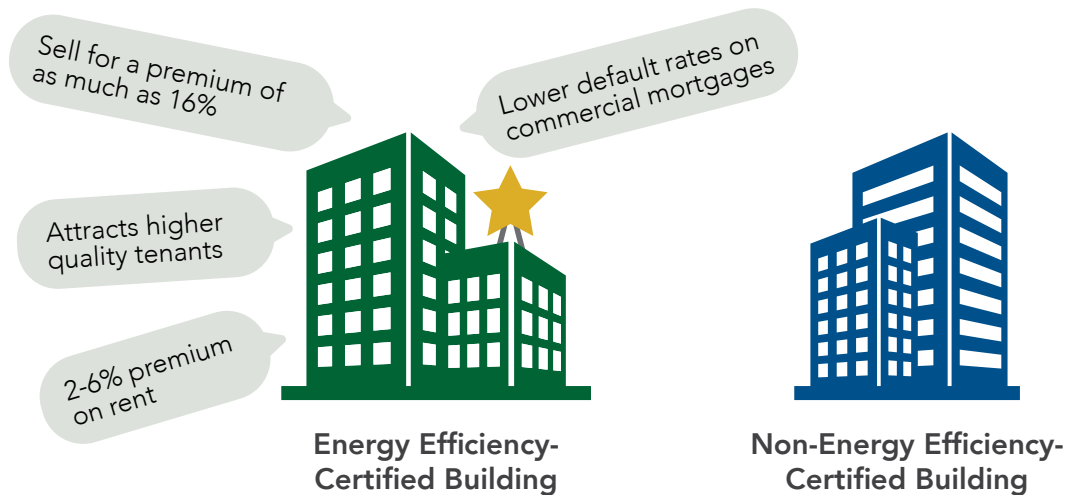 Sell for a premium of
as much as 16%
Lower default rates on
commercial mortgages
Attracts higher
quality tenants
2-6% premium
on rent
Energy Efficiency-
Certified Building
Non-Energy Efficiency-
Certified Building